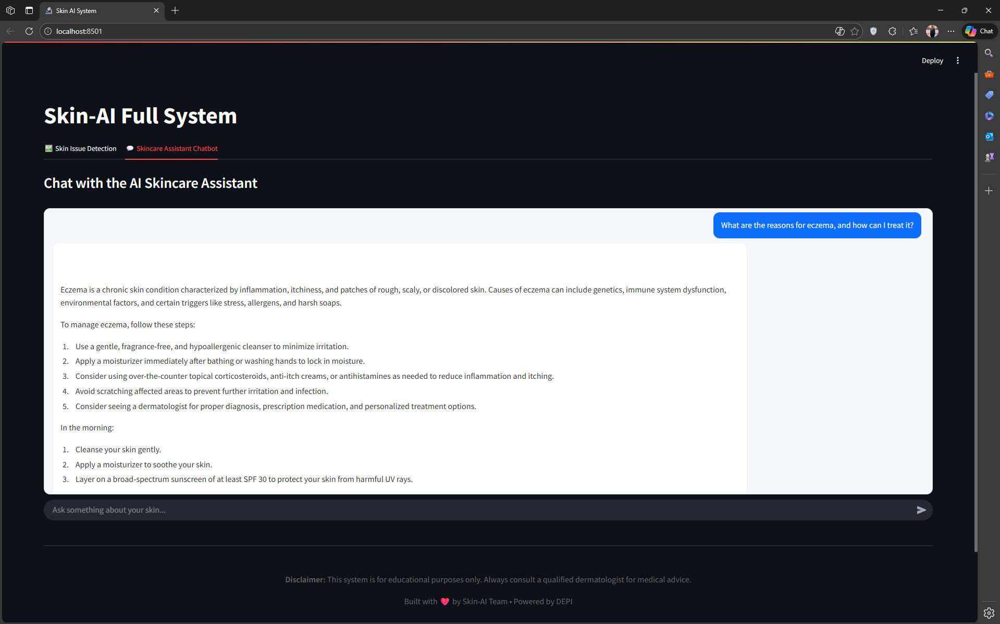 Skin AI System
localhost:8501
Chat
Deploy
Skin-AI Full System
Skin Issue Detection
Skincare Assistant Chatbot
Chat with the AI Skincare Assistant
What are the reasons for eczema, and how can I treat it?
Eczema is a chronic skin condition characterized by inflammation, itchiness, and patches of rough, scaly, or discolored skin. Causes of eczema can include genetics, immune system dysfunction,
environmental factors, and certain triggers like stress, allergens, and harsh soaps.
To manage eczema, follow these steps:
1. Use a gentle, fragrance-free, and hypoallergenic cleanser to minimize irritation.
2. Apply a moisturizer immediately after bathing or washing hands to lock in moisture.
3. Consider using over-the-counter topical corticosteroids, anti-itch creams, or antihistamines as needed to reduce inflammation and itching.
4. Avoid scratching affected areas to prevent further irritation and infection.
5. Consider seeing a dermatologist for proper diagnosis, prescription medication, and personalized treatment options.
In the morning:
1. Cleanse your skin gently.
2. Apply a moisturizer to soothe your skin.
3. Layer on a broad-spectrum sunscreen of at least SPF 30 to protect your skin from harmful UV rays.
Ask something about your skin...
Disclaimer: This system is for educational purposes only. Always consult a qualified dermatologist for medical advice.
Built with ❤️ by Skin-AI Team • Powered by DEPI